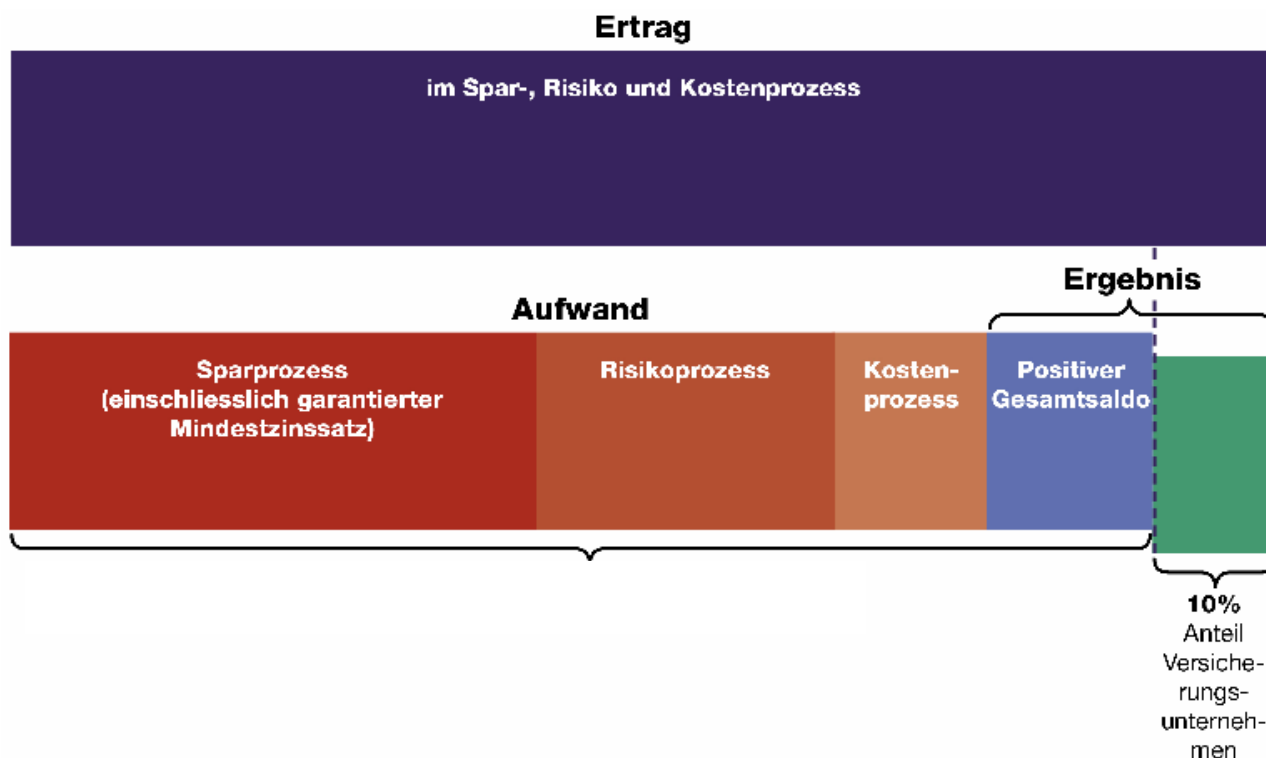 Ertrag
im Spar-, Risiko und Kostenprozess
Ergebnis
Aufwand
Sparprozess
(einschliesslich garantierter
Mindestzinssatz)
Risikoprozess
Kosten-
prozess
Positiver
Gesamtsaldo
10%
Anteil
Versiche-
rungs-
unterneh-
men